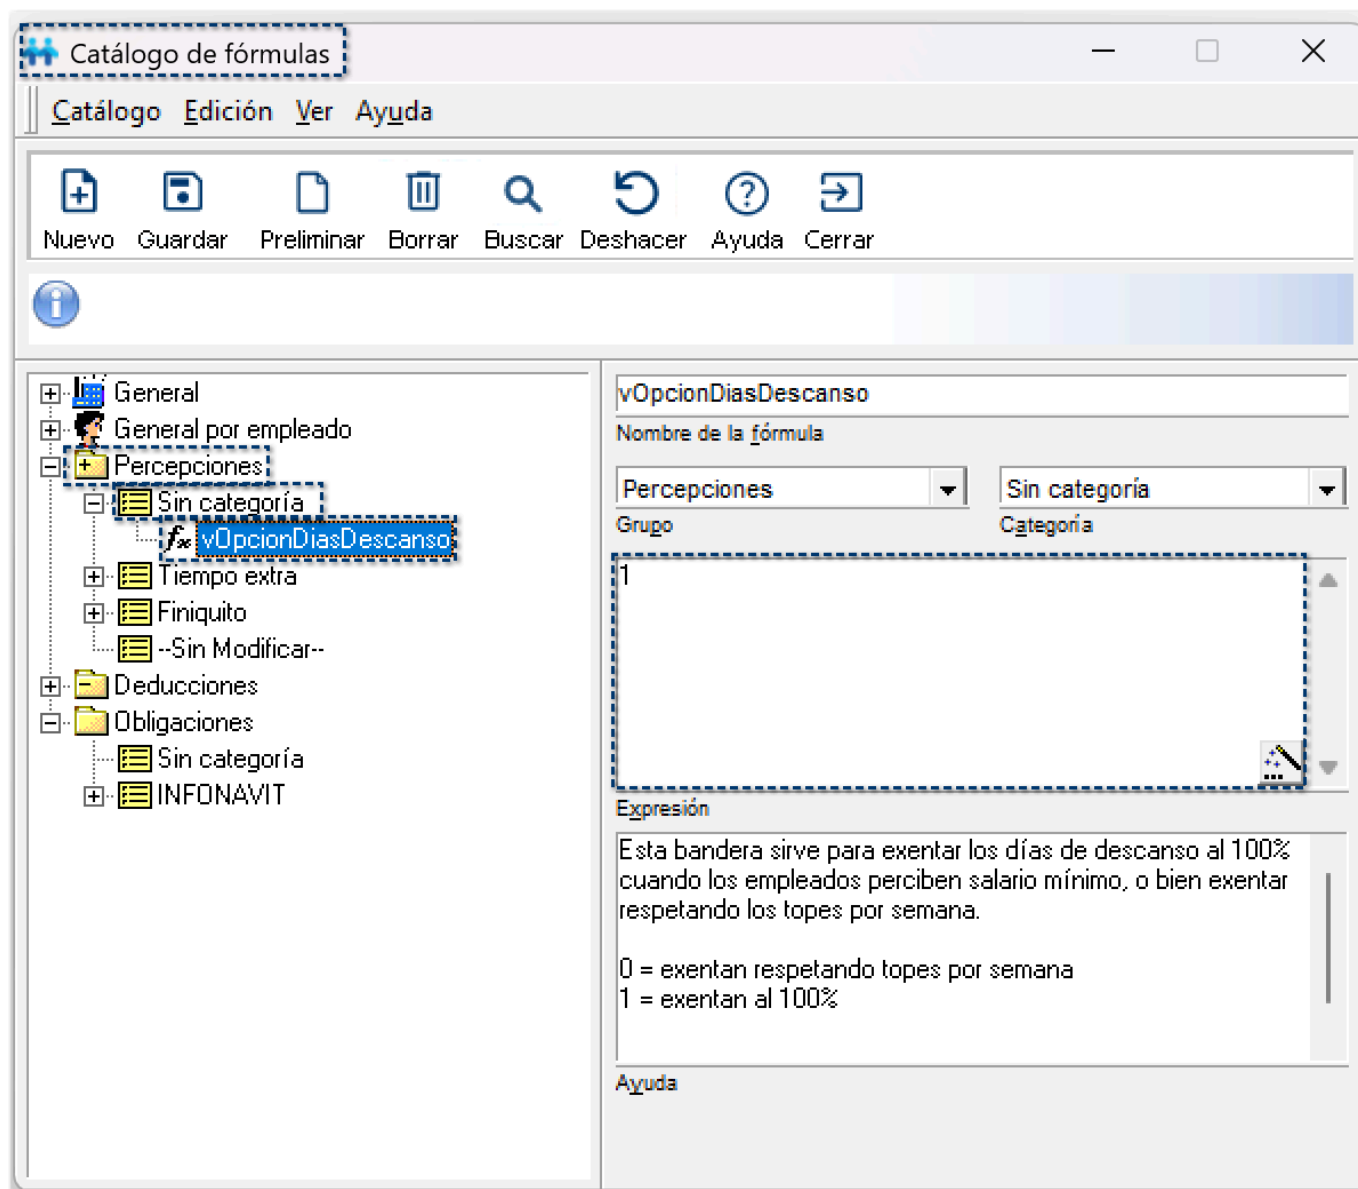 Catálogo de fórmulas
Catálogo Edición Ver Ayuda
Nuevo Guardar Preliminar Borrar Buscar Deshacer Ayuda Cerrar
General
General por empleado
Percepciones
Sin categoría
fx vOpcionDiasDescanso
Tiempo extra
Finiquito
--Sin Modificar--
Deducciones
Obligaciones
Sin categoría
INFONAVIT
vOpcionDiasDescanso
Nombre de la fórmula
Percepciones Sin categoría
Grupo Categoría
1
Expresión
Esta bandera sirve para exentar los días de descanso al 100%
cuando los empleados perciben salario mínimo, o bien exentar
respetando los topes por semana.
0 = exentan respetando topes por semana
1 = exentan al 100%
Ayuda